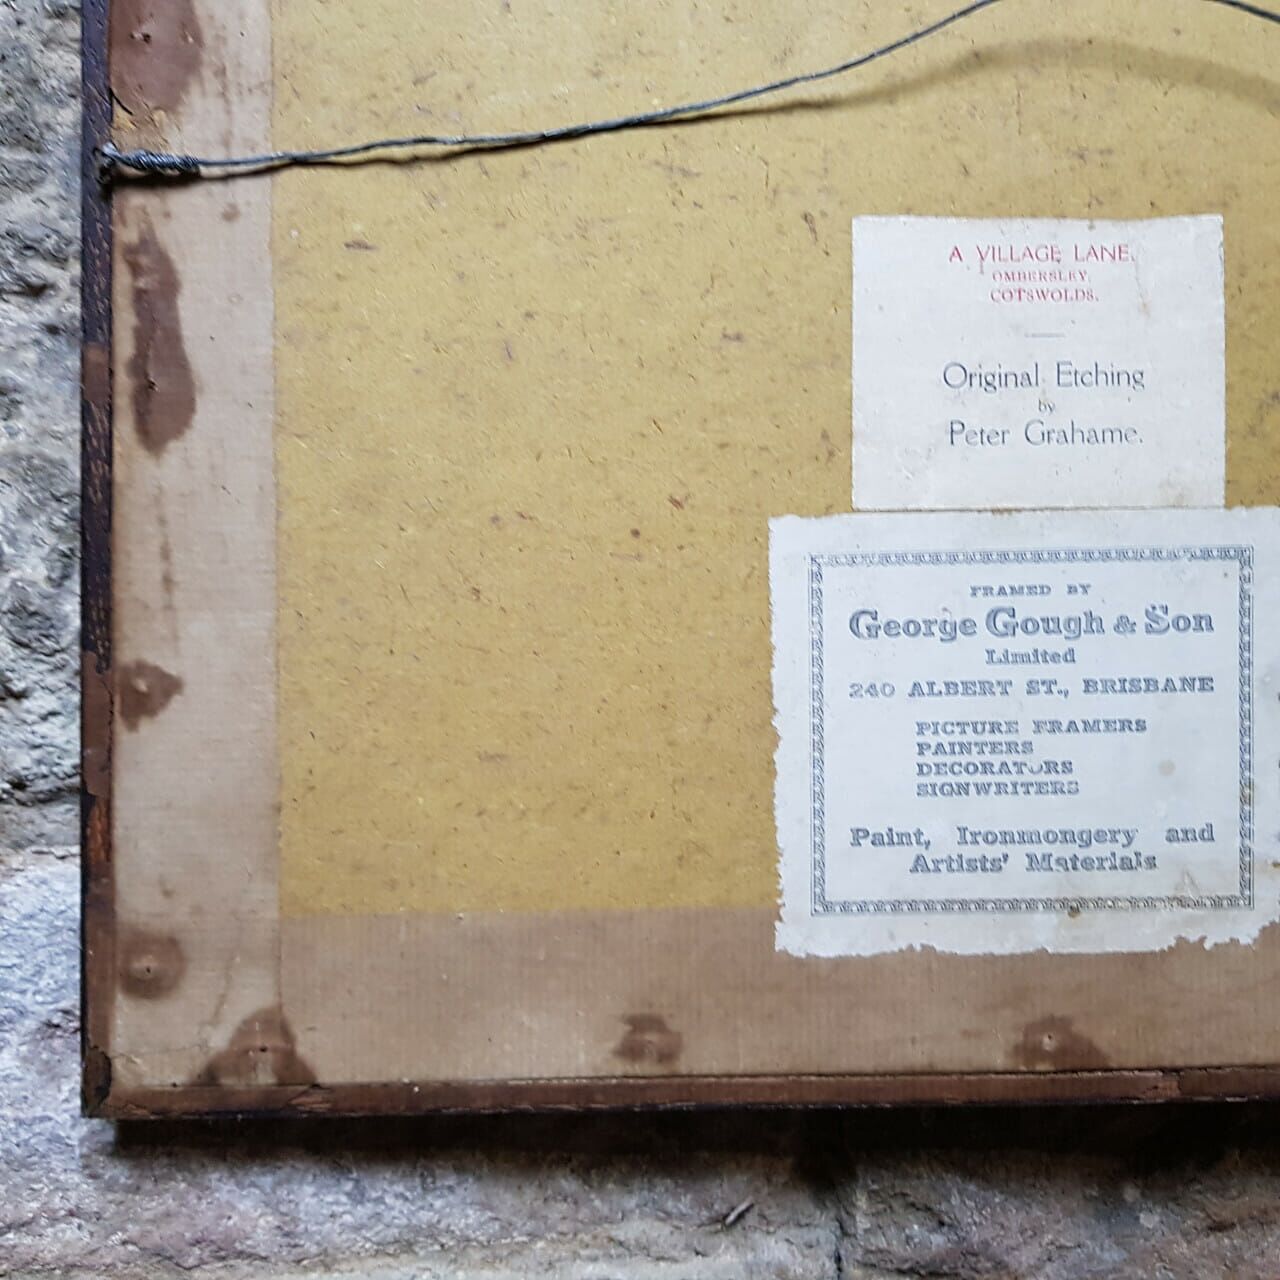 A VILLAGE LANE.
OMBERSLEY.
COTSWOLDS.
Original Etching
by
Peter Grahame.
FRAMED BY
George Gough & Son
Limited
240 ALBERT ST., BRISBANE
PICTURE FRAMERS
PAINTERS
DECORATORS
SIGNWRITERS
Paint, Ironmongery and
Artists' Materials